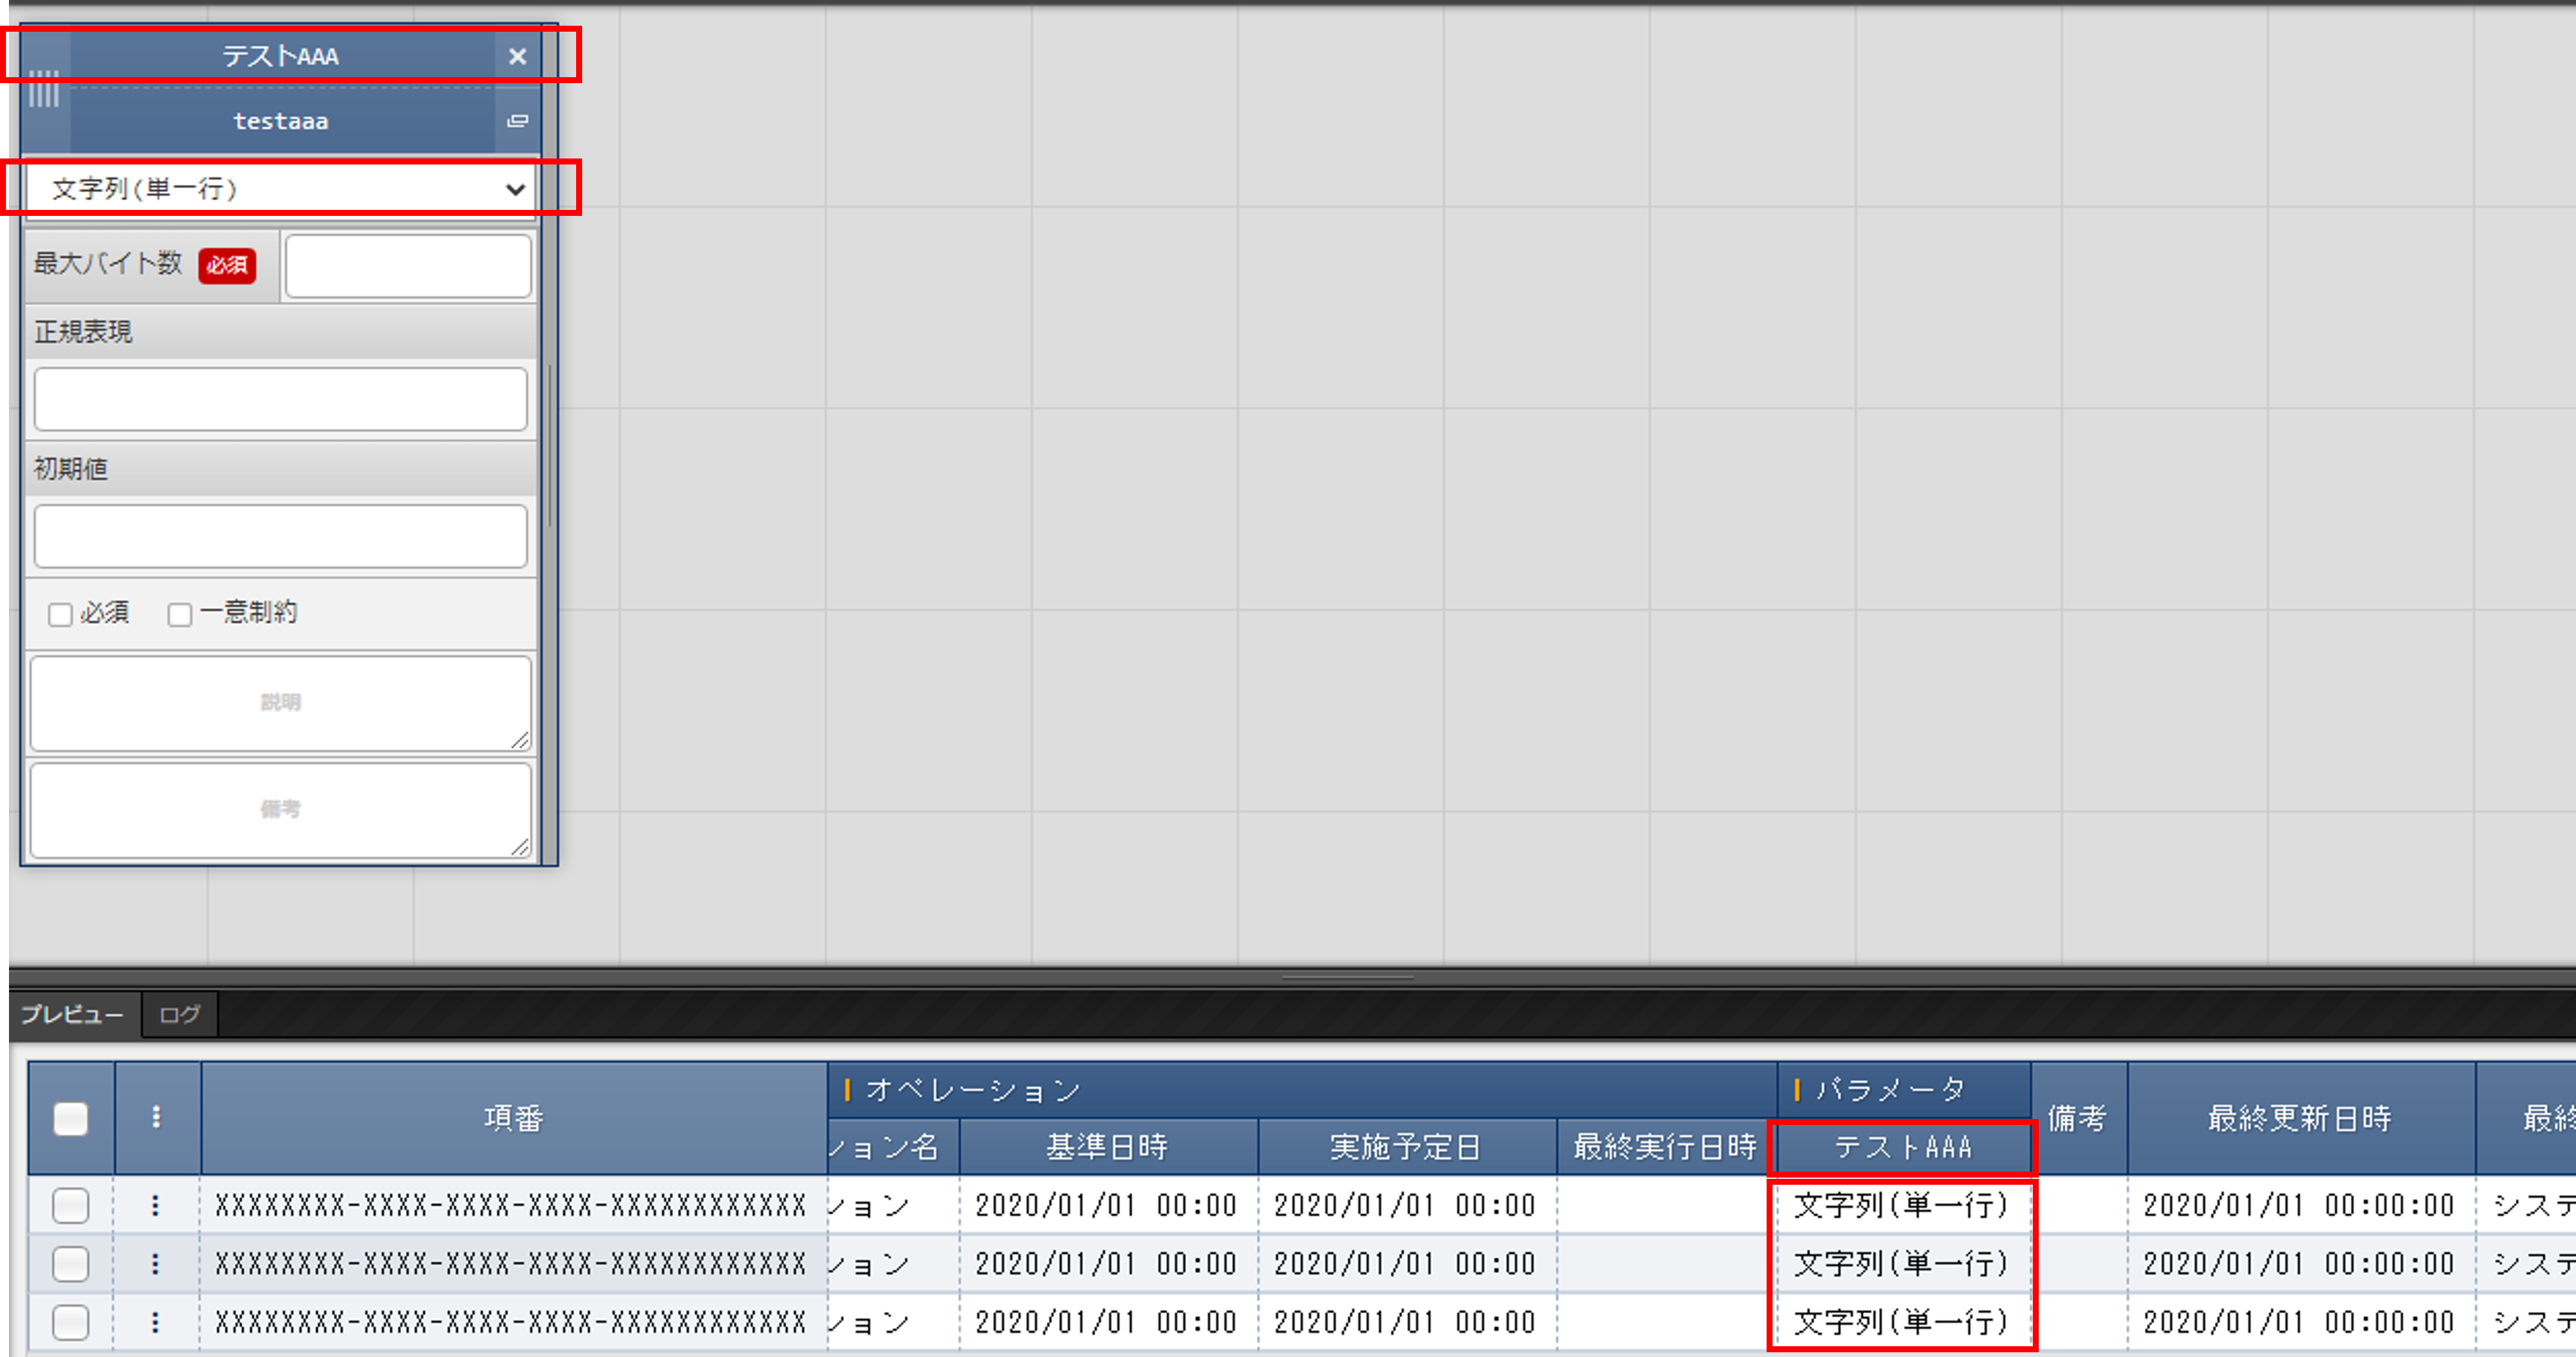 テストAAA
testaaa
文字列(単一行)
最大バイト数 必須
正規表現
初期値
必須 一意制約
説明
備考
プレビュー ログ
項番 オペレーション パラメータ 備考 最終更新日時 最終
ション名 基準日時 実施予定日 最終実行日時 テストAAA
XXXXXXXX-XXXX-XXXX-XXXX-XXXXXXXXXXXX ション 2020/01/01 00:00 2020/01/01 00:00 文字列(単一行) 2020/01/01 00:00:00 システ
XXXXXXXX-XXXX-XXXX-XXXX-XXXXXXXXXXXX ション 2020/01/01 00:00 2020/01/01 00:00 文字列(単一行) 2020/01/01 00:00:00 システ
XXXXXXXX-XXXX-XXXX-XXXX-XXXXXXXXXXXX ション 2020/01/01 00:00 2020/01/01 00:00 文字列(単一行) 2020/01/01 00:00:00 システ